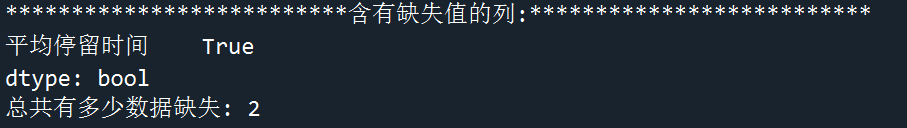 **************************含有缺失值的列:**************************
平均停留时间    True
dtype: bool
总共有多少数据缺失: 2